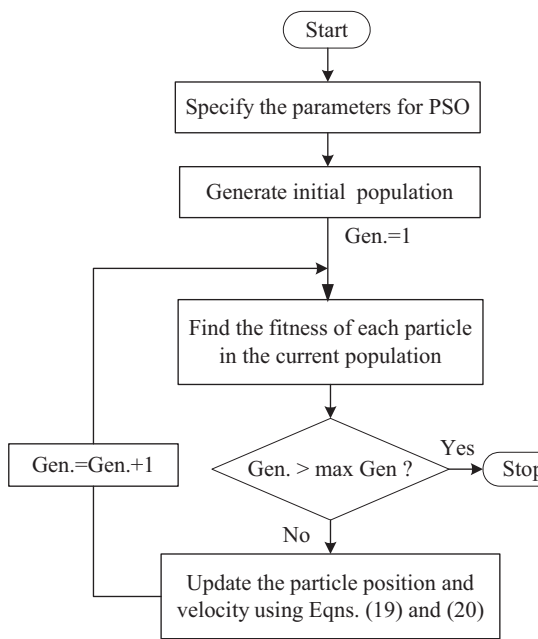 Start
Specify the parameters for PSO
Generate initial population
Gen.=1
Find the fitness of each particle
in the current population
Gen. > max Gen ?
Yes
Stop
Gen.=Gen.+1
No
Update the particle position and
velocity using Eqns. (19) and (20)